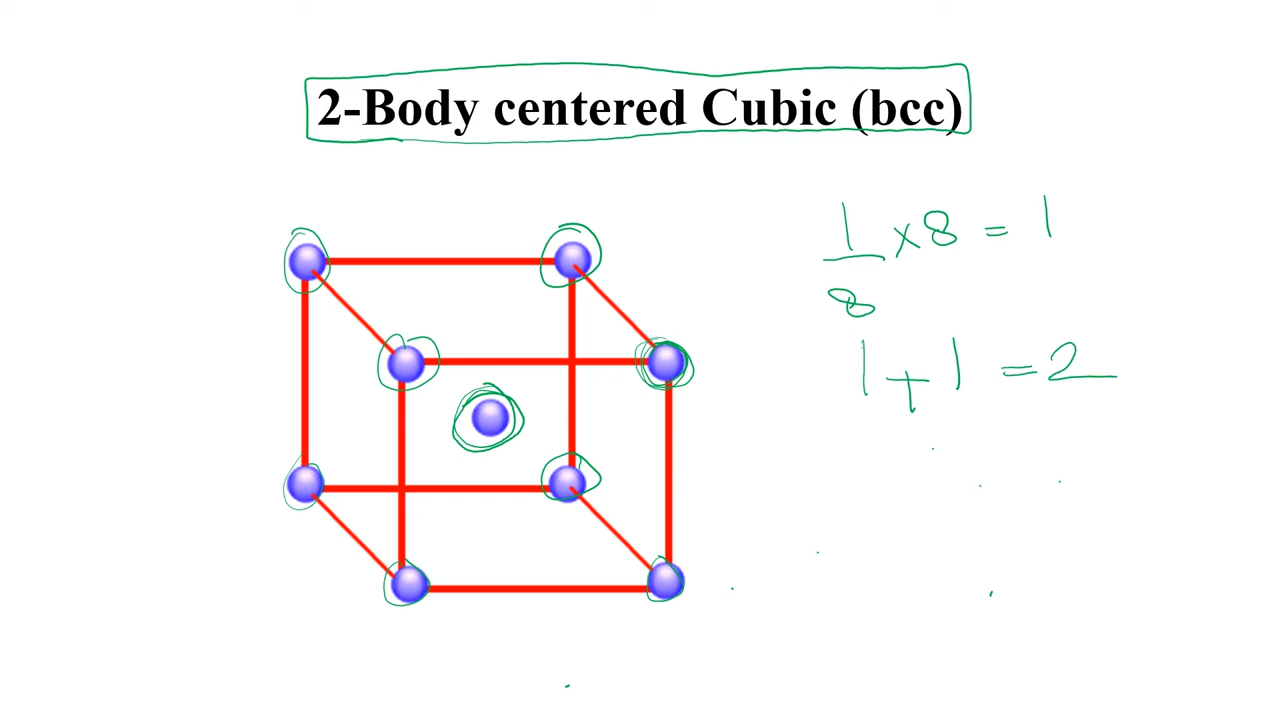 2-Body centered Cubic (bcc)
1/8 × 8 = 1
1 + 1 = 2